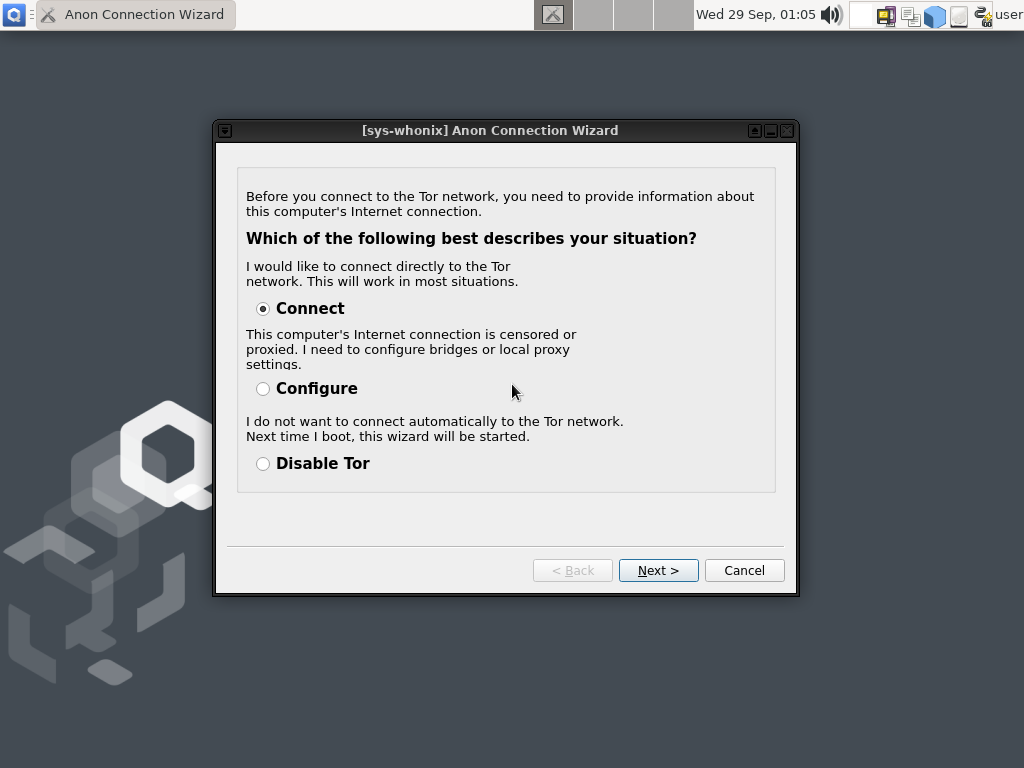 Anon Connection Wizard
Wed 29 Sep, 01:05
user
[sys-whonix] Anon Connection Wizard
Before you connect to the Tor network, you need to provide information about
this computer's Internet connection.
Which of the following best describes your situation?
I would like to connect directly to the Tor
network. This will work in most situations.
Connect
This computer's Internet connection is censored or
proxied. I need to configure bridges or local proxy
settings.
Configure
I do not want to connect automatically to the Tor network.
Next time I boot, this wizard will be started.
Disable Tor
< Back
Next >
Cancel